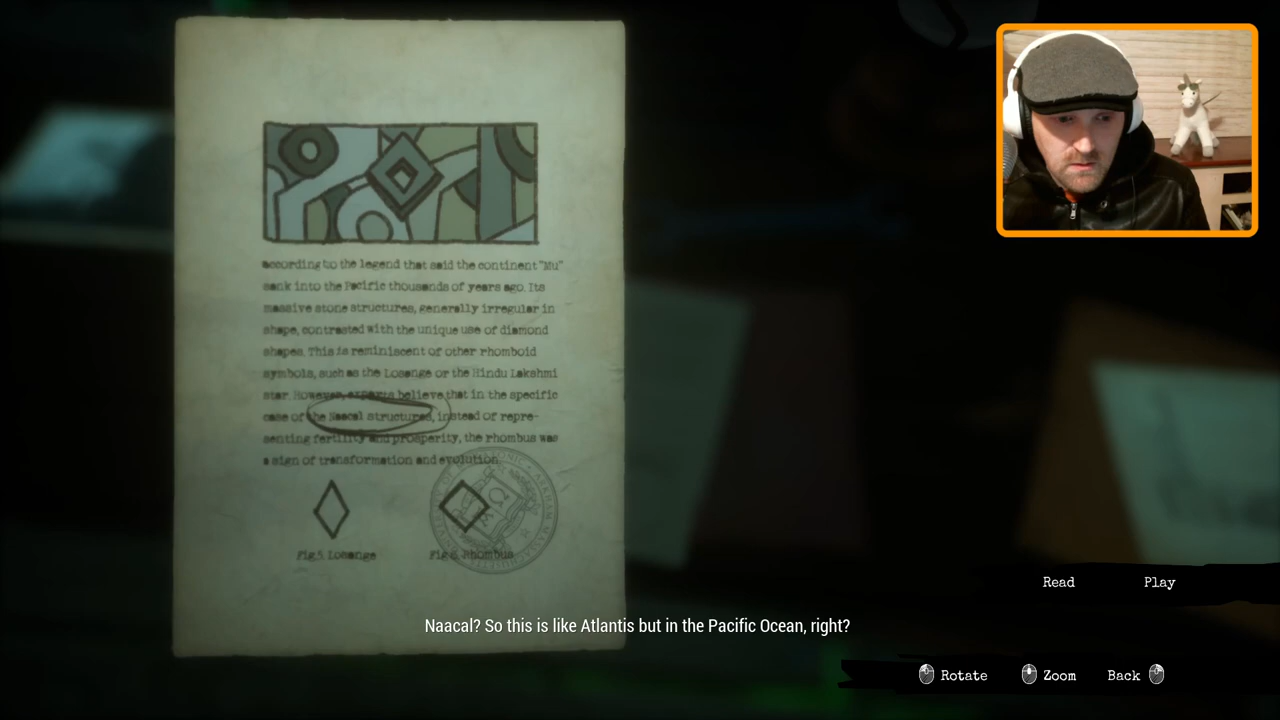 according to the legend that said the continent "Mu"
sank into the Pacific thousands of years ago. Its
massive stone structures, generally irregular in
shape, contrasted with the unique use of diamond
shapes. This is reminiscent of other rhomboid
symbols, such as the Losange or the Hindu Lakshmi
star. However, experts believe that in the specific
case of the Naacal structures, instead of repre-
senting fertility and prosperity, the rhombus was
a sign of transformation and evolution.
Fig.5. Losange
Fig.6. Rhombus
ARKHAM MASSACHUSETTS
Naacal? So this is like Atlantis but in the Pacific Ocean, right?
Read
Play
Rotate
Zoom
Back